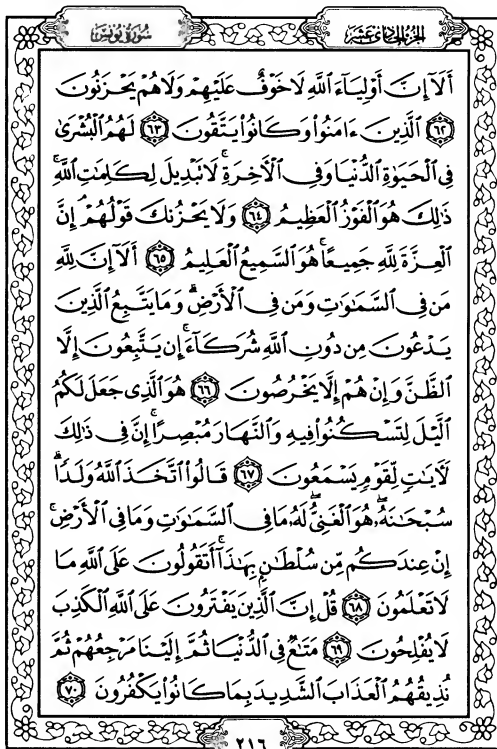 الجزء الحادي عشر
سورة يونس
أَلَآ إِنَّ أَوْلِيَآءَ ٱللَّهِ لَا خَوْفٌ عَلَيْهِمْ وَلَا هُمْ يَحْزَنُونَ
٦٢ ٱلَّذِينَ ءَامَنُوا۟ وَكَانُوا۟ يَتَّقُونَ ٦٣ لَهُمُ ٱلْبُشْرَىٰ
فِى ٱلْحَيَوٰةِ ٱلدُّنْيَا وَفِى ٱلْأَخِرَةِ ۚ لَا تَبْدِيلَ لِكَلِمَٰتِ ٱللَّهِ ۚ
ذَٰلِكَ هُوَ ٱلْفَوْزُ ٱلْعَظِيمُ ٦٤ وَلَا يَحْزُنكَ قَوْلُهُمْ ۘ إِنَّ
ٱلْعِزَّةَ لِلَّهِ جَمِيعًا ۚ هُوَ ٱلسَّمِيعُ ٱلْعَلِيمُ ٦٥ أَلَآ إِنَّ لِلَّهِ
مَن فِى ٱلسَّمَٰوَٰتِ وَمَن فِى ٱلْأَرْضِ ۗ وَمَا يَتَّبِعُ ٱلَّذِينَ
يَدْعُونَ مِن دُونِ ٱللَّهِ شُرَكَآءَ ۚ إِن يَتَّبِعُونَ إِلَّا
ٱلظَّنَّ وَإِنْ هُمْ إِلَّا يَخْرُصُونَ ٦٦ هُوَ ٱلَّذِى جَعَلَ لَكُمُ
ٱلَّيْلَ لِتَسْكُنُوا۟ فِيهِ وَٱلنَّهَارَ مُبْصِرًا ۚ إِنَّ فِى ذَٰلِكَ
لَأَيَٰتٍ لِّقَوْمٍ يَسْمَعُونَ ٦٧ قَالُوا۟ ٱتَّخَذَ ٱللَّهُ وَلَدًا ۗ
سُبْحَٰنَهُۥ ۖ هُوَ ٱلْغَنِىُّ ۖ لَهُۥ مَا فِى ٱلسَّمَٰوَٰتِ وَمَا فِى ٱلْأَرْضِ ۚ
إِنْ عِندَكُم مِّن سُلْطَٰنٍۭ بِهَٰذَآ ۚ أَتَقُولُونَ عَلَى ٱللَّهِ مَا
لَا تَعْلَمُونَ ٦٨ قُلْ إِنَّ ٱلَّذِينَ يَفْتَرُونَ عَلَى ٱللَّهِ ٱلْكَذِبَ
لَا يُفْلِحُونَ ٦٩ مَتَٰعٌ فِى ٱلدُّنْيَا ثُمَّ إِلَيْنَا مَرْجِعُهُمْ ثُمَّ
نُذِيقُهُمُ ٱلْعَذَابَ ٱلشَّدِيدَ بِمَا كَانُوا۟ يَكْفُرُونَ ٧٠
٢١٦